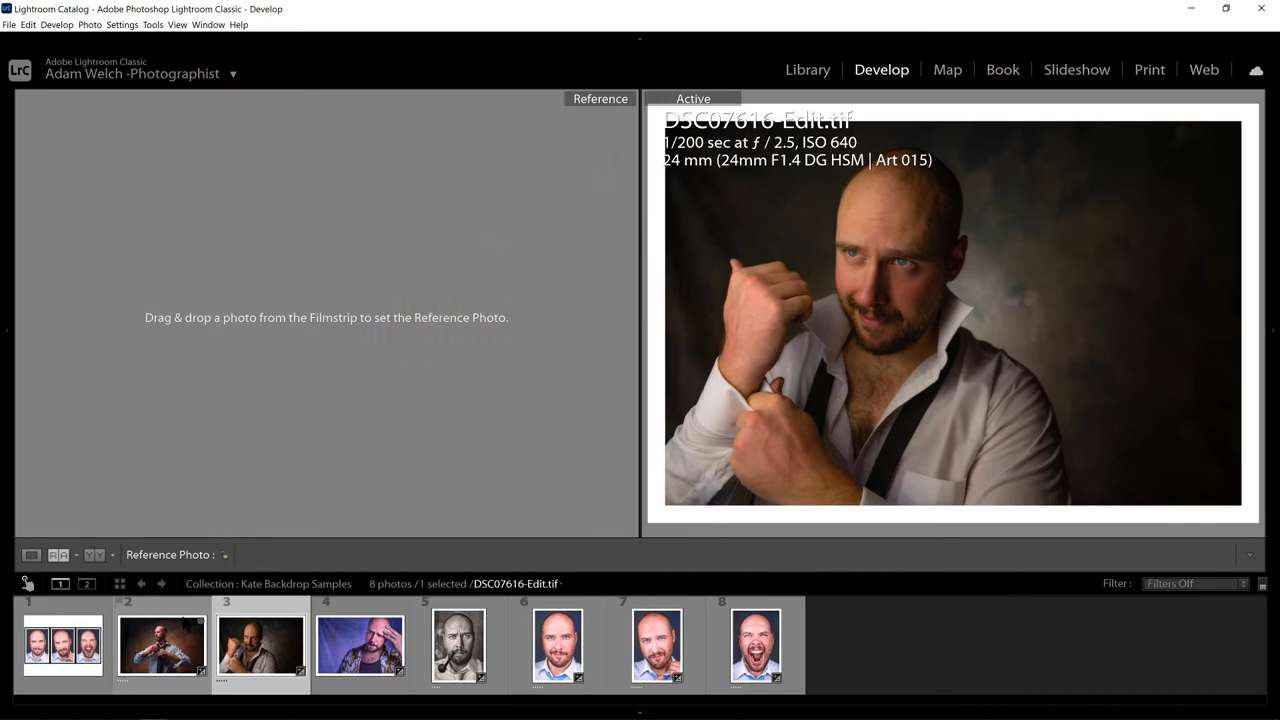 Lightroom Catalog - Adobe Photoshop Lightroom Classic - Develop
File Edit Develop Photo Settings Tools View Window Help
LrC
Adobe Lightroom Classic
Adam Welch -Photographist
Library Develop Map Book Slideshow Print Web
Reference Active
DSC07616-Edit.tif
1/200 sec at ƒ / 2.5, ISO 640
24 mm (24mm F1.4 DG HSM | Art 015)
Drag & drop a photo from the Filmstrip to set the Reference Photo.
R A Y Y Reference Photo :
1 2 Collection : Kate Backdrop Samples 8 photos /1 selected /DSC07616-Edit.tif Filter : Filters Off
1 2 3 4 5 6 7 8